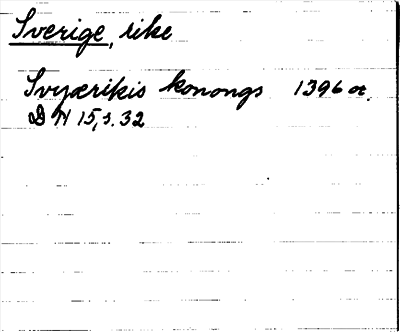 Sverige, rike
Svyærikis konongs 1396 or.
DN 15, s. 32